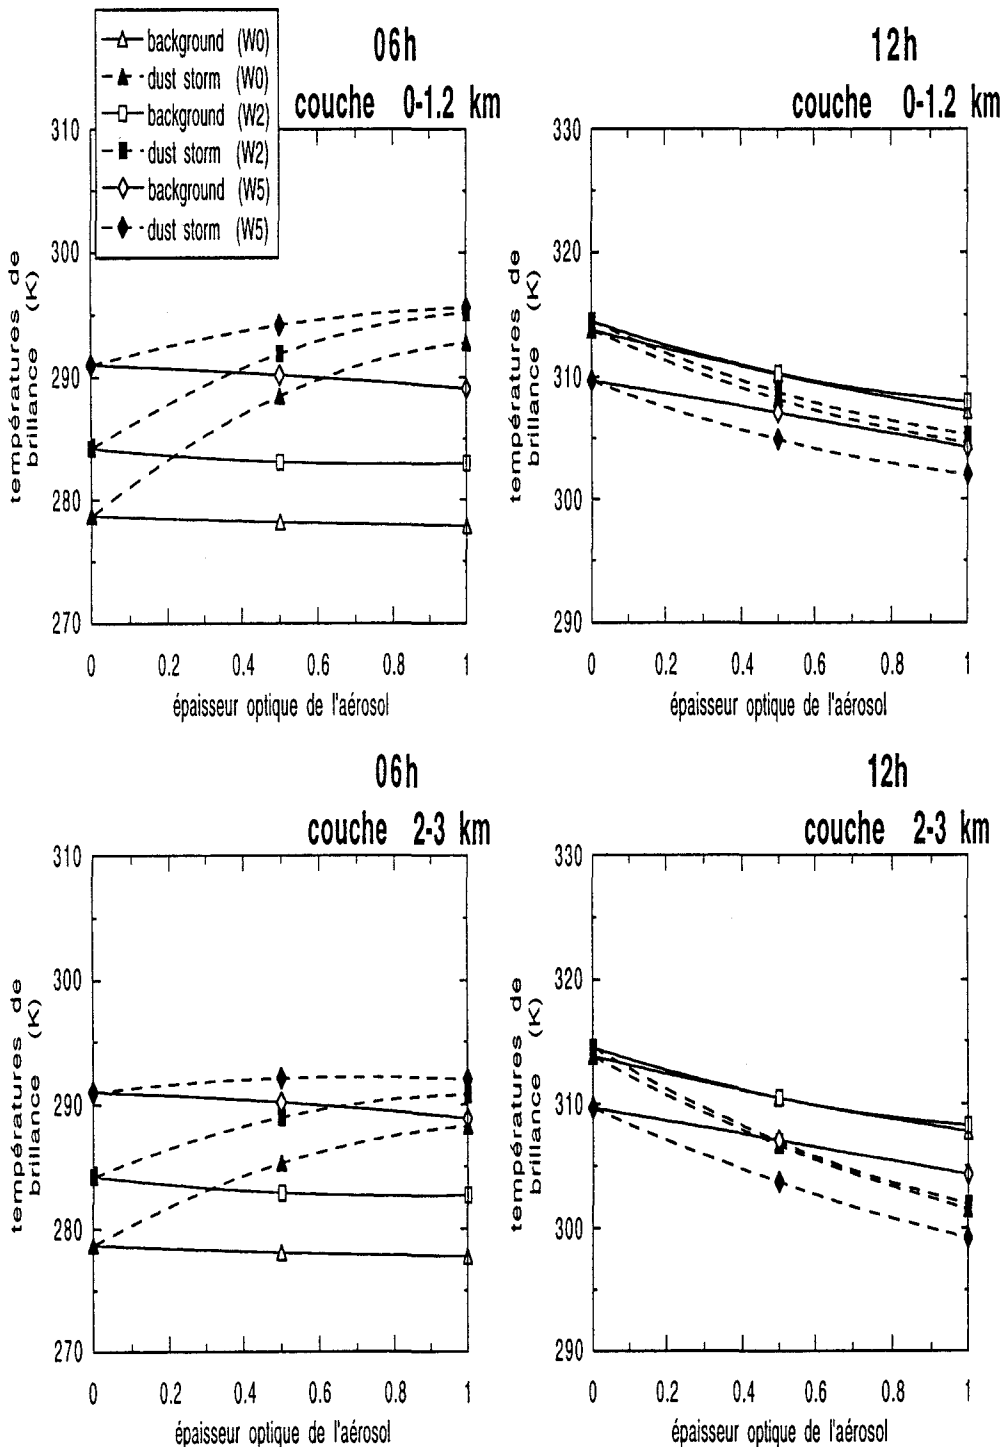 background (W0)
dust storm (W0)
background (W2)
dust storm (W2)
background (W5)
dust storm (W5)
06h
couche 0-1.2 km
310
300
290
280
270
températures de
brillance (K)
0 0.2 0.4 0.6 0.8 1
épaisseur optique de l'aérosol
12h
couche 0-1.2 km
330
320
310
300
290
températures de
brillance (K)
0 0.2 0.4 0.6 0.8 1
épaisseur optique de l'aérosol
06h
couche 2-3 km
310
300
290
280
270
températures de
brillance (K)
0 0.2 0.4 0.6 0.8 1
épaisseur optique de l'aérosol
12h
couche 2-3 km
330
320
310
300
290
températures de
brillance (K)
0 0.2 0.4 0.6 0.8 1
épaisseur optique de l'aérosol